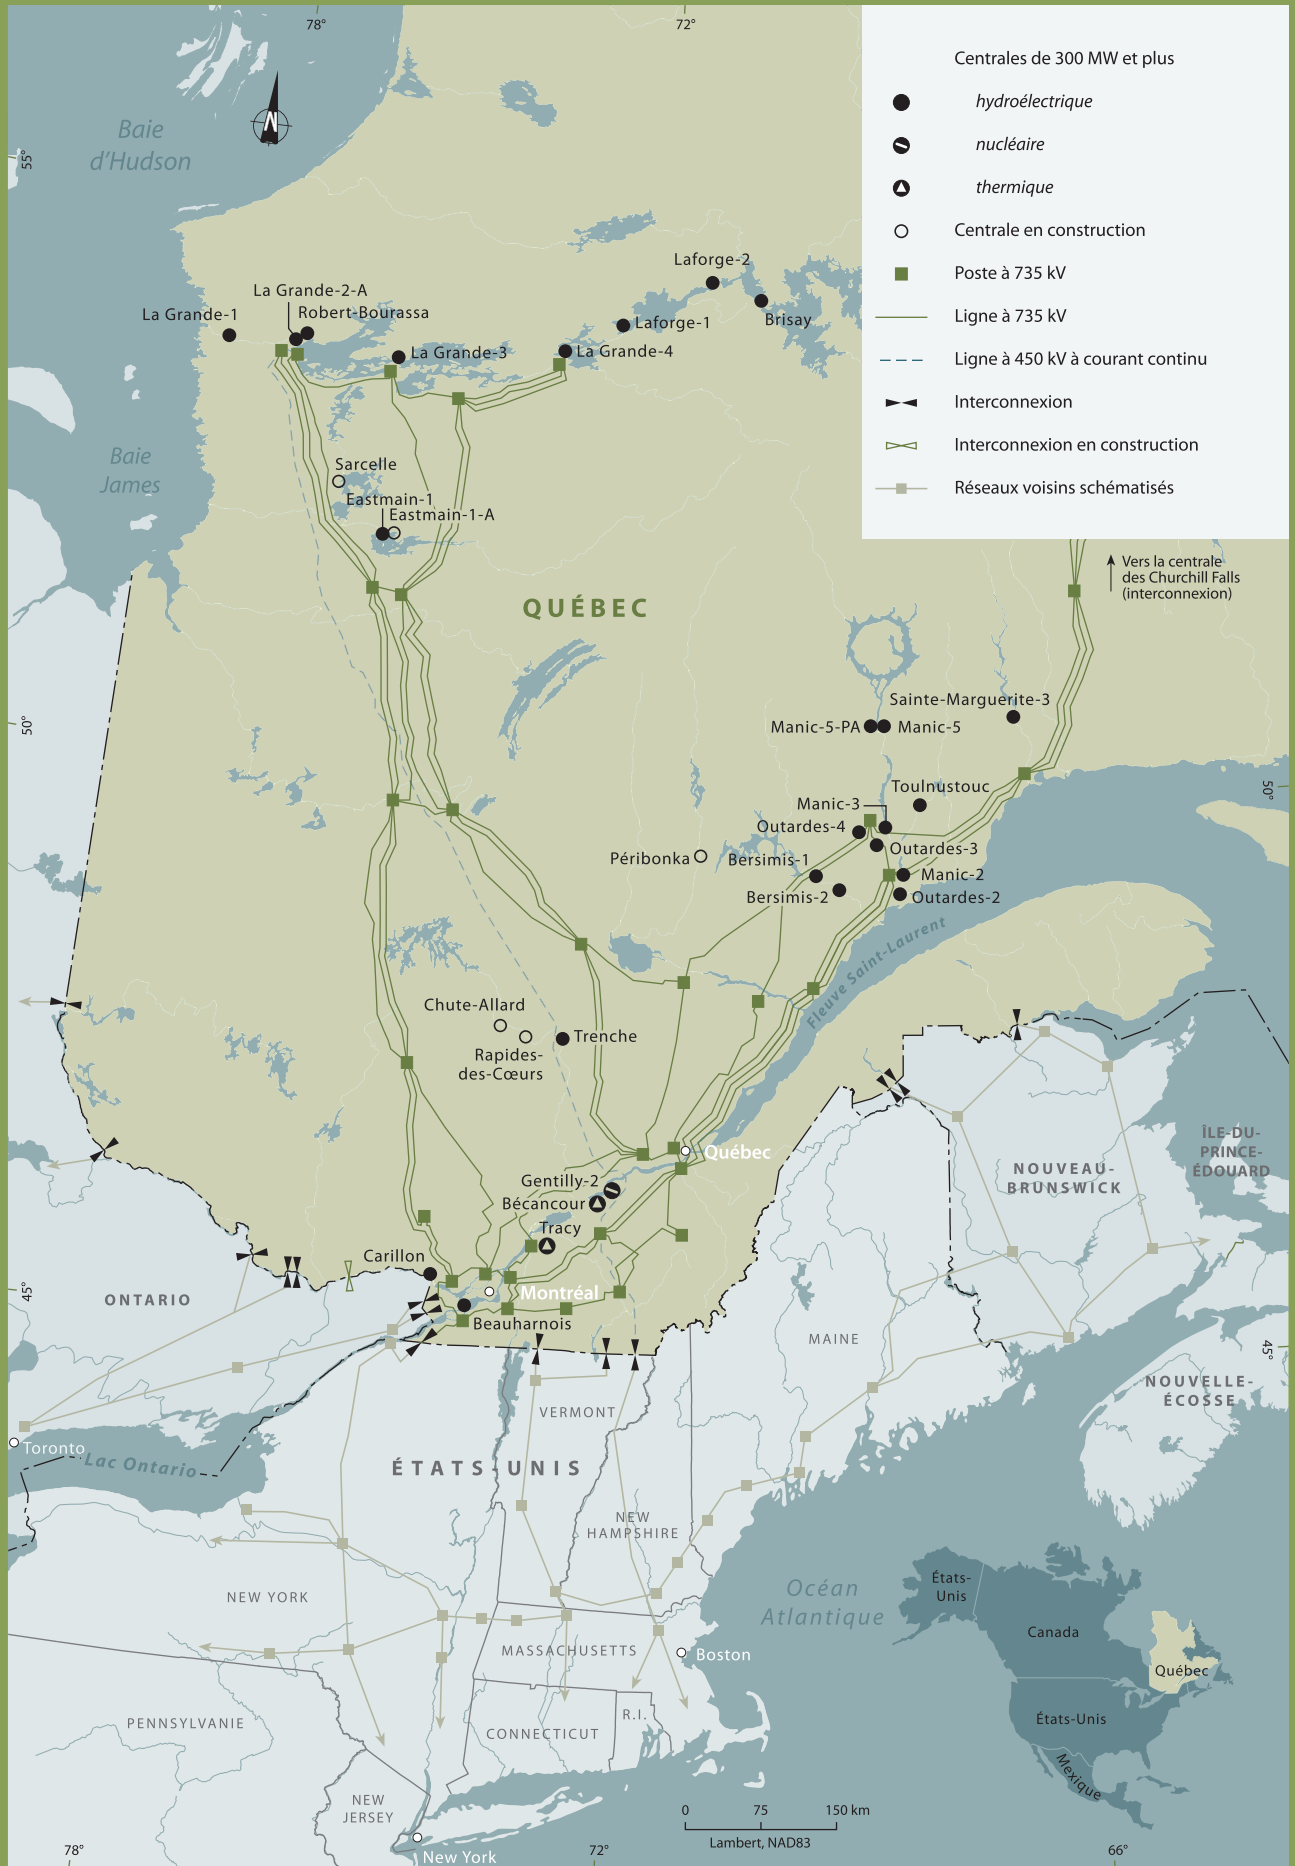 78°
72°
Centrales de 300 MW et plus
hydroélectrique
nucléaire
thermique
Centrale en construction
Poste à 735 kV
Ligne à 735 kV
Ligne à 450 kV à courant continu
Interconnexion
Interconnexion en construction
Réseaux voisins schématisés
N
Baie
d’Hudson
55°
Laforge-2
La Grande-2-A
La Grande-1
Robert-Bourassa
Laforge-1
Brisay
La Grande-3
La Grande-4
Baie
James
Sarcelle
Eastmain-1
Eastmain-1-A
Vers la centrale
des Churchill Falls
(interconnexion)
QUÉBEC
Sainte-Marguerite-3
50°
Manic-5-PA
Manic-5
Toulnustouc
50°
Manic-3
Outardes-4
Outardes-3
Péribonka
Bersimis-1
Manic-2
Bersimis-2
Outardes-2
Fleuve Saint-Laurent
Chute-Allard
Trenche
Rapides-
des-Cœurs
Québec
ÎLE-DU-
PRINCE-
ÉDOUARD
NOUVEAU-
BRUNSWICK
Gentilly-2
Bécancour
Tracy
Carillon
45°
ONTARIO
Montréal
Beauharnois
MAINE
45°
NOUVELLE-
ÉCOSSE
VERMONT
Toronto
Lac Ontario
ÉTATS-UNIS
NEW
HAMPSHIRE
NEW YORK
Océan
Atlantique
États-
Unis
Canada
Québec
MASSACHUSETTS
Boston
PENNSYLVANIE
CONNECTICUT
R.I.
États-Unis
Mexique
NEW
JERSEY
0 75 150 km
Lambert, NAD83
78°
New York
72°
66°